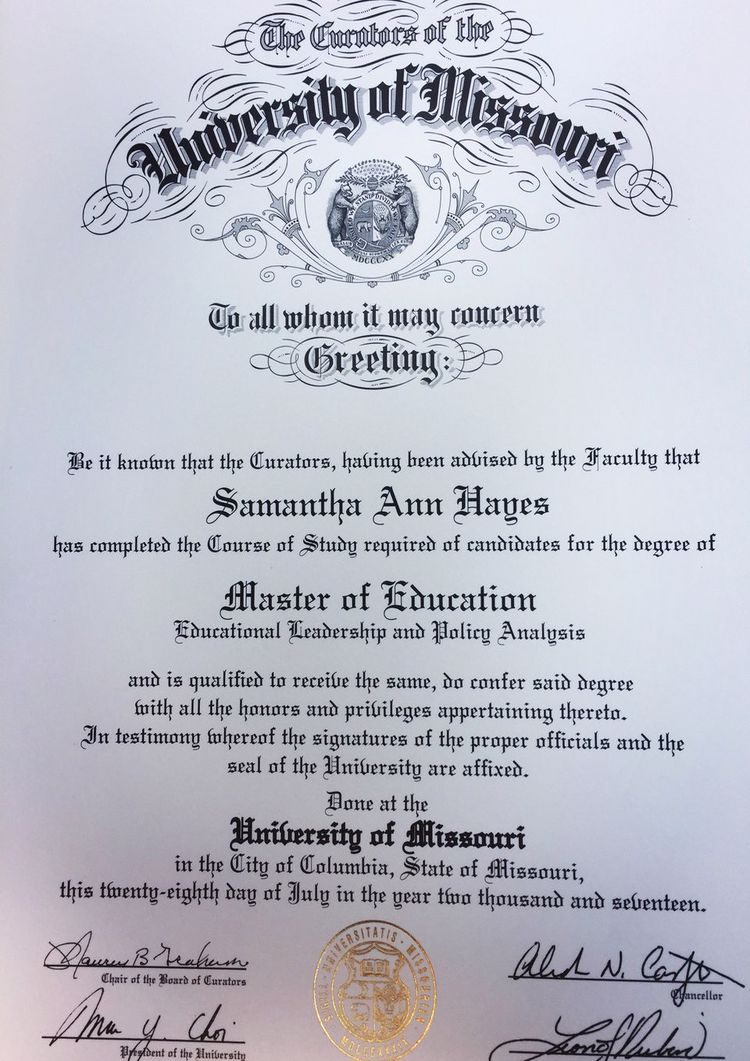 The Curators of the
University of Missouri
MDCCCXX
To all whom it may concern
Greeting:
Be it known that the Curators, having been advised by the Faculty that
Samantha Ann Hayes
has completed the Course of Study required of candidates for the degree of
Master of Education
Educational Leadership and Policy Analysis
and is qualified to receive the same, do confer said degree
with all the honors and privileges appertaining thereto.
In testimony whereof the signatures of the proper officials and the
seal of the University are affixed.
Done at the
University of Missouri
in the City of Columbia, State of Missouri,
this twenty-eighth day of July in the year two thousand and seventeen.
Chair of the Board of Curators
Chancellor
Mun Y. Choi
President of the University